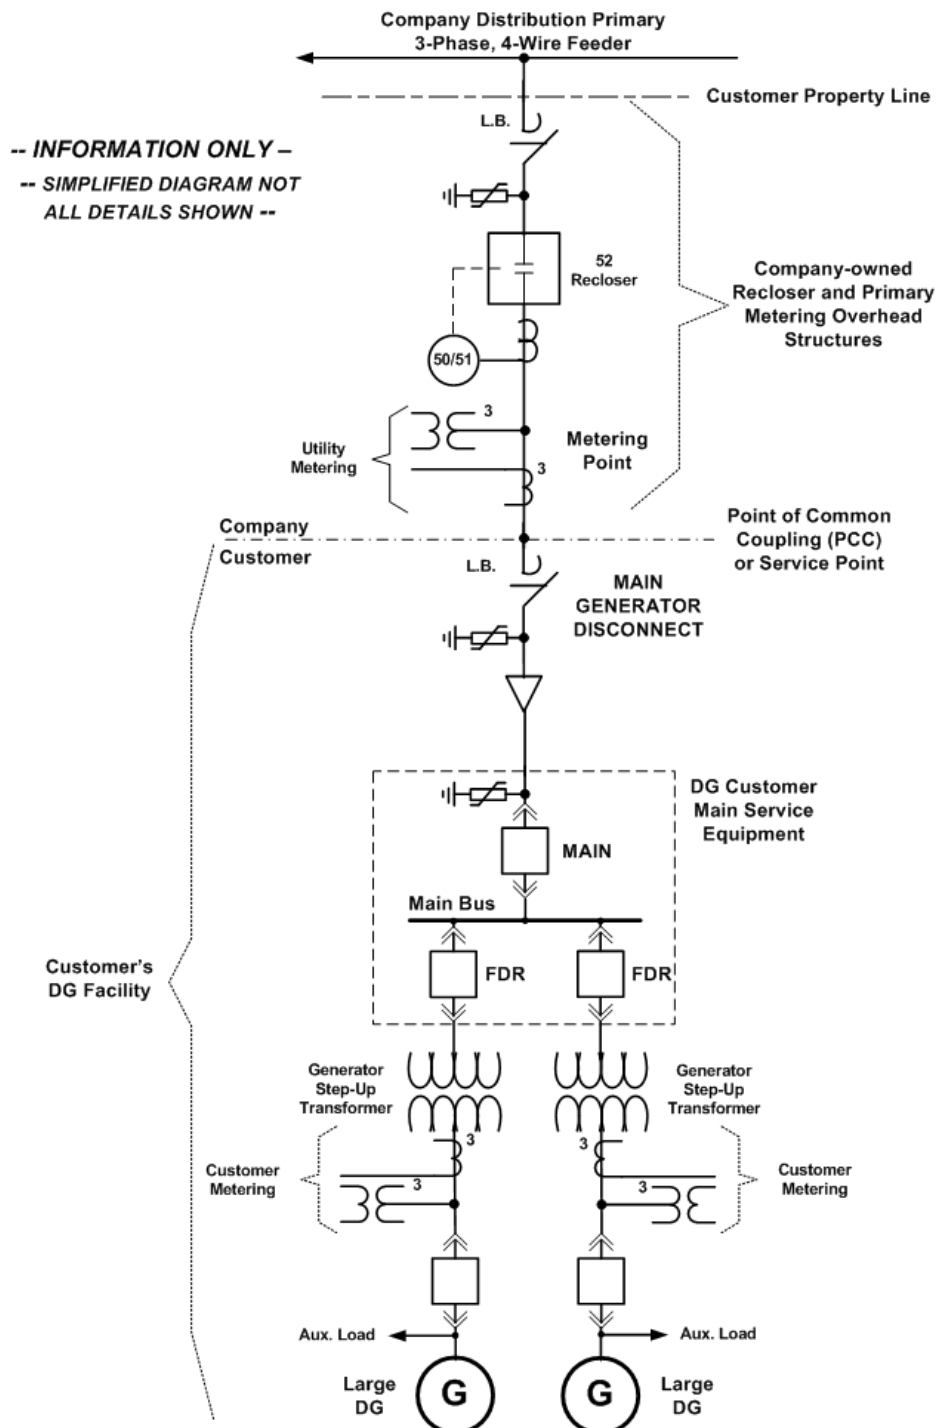 Company Distribution Primary
3-Phase, 4-Wire Feeder
Customer Property Line
L.B.
-- INFORMATION ONLY –
-- SIMPLIFIED DIAGRAM NOT
ALL DETAILS SHOWN --
52
Recloser
Company-owned
Recloser and Primary
Metering Overhead
Structures
50/51
3
Utility
Metering
Metering
Point
3
Company
Customer
Point of Common
Coupling (PCC)
or Service Point
L.B.
MAIN
GENERATOR
DISCONNECT
DG Customer
Main Service
Equipment
MAIN
Main Bus
FDR
FDR
Customer's
DG Facility
Generator
Step-Up
Transformer
Generator
Step-Up
Transformer
3
3
Customer
Metering
3
3
Customer
Metering
Aux. Load
Aux. Load
Large
DG
G
G
Large
DG